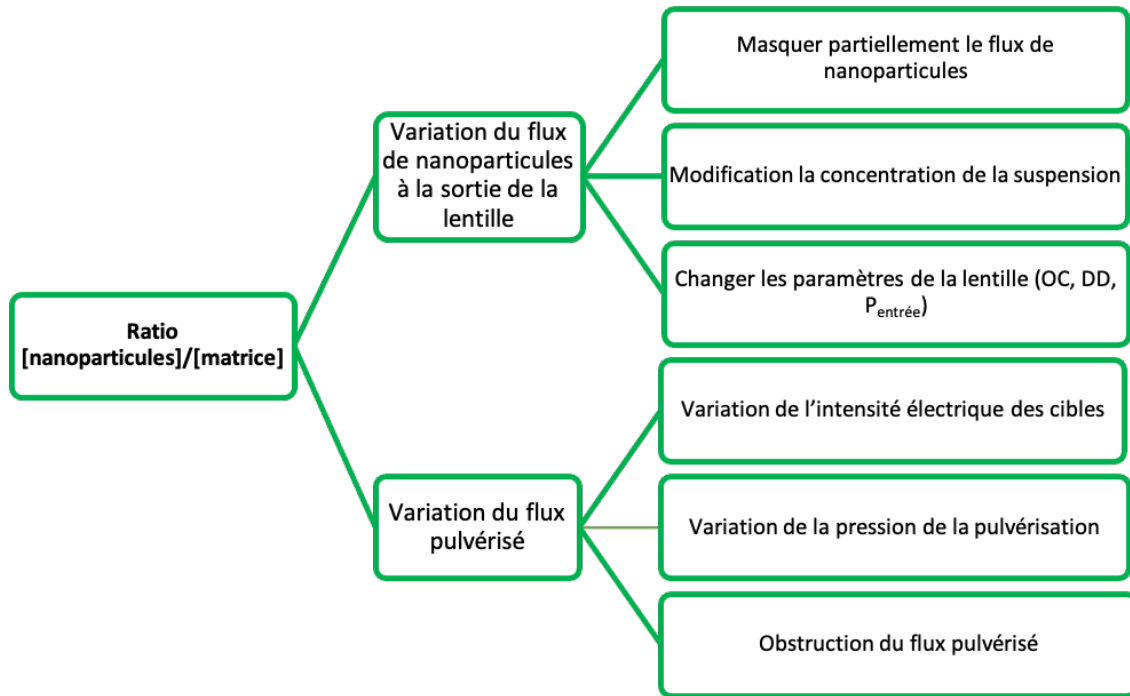 Masquer partiellement le flux de
nanoparticules
Variation du flux
de nanoparticules
à la sortie de la
lentille
Modification la concentration de la suspension
Changer les paramètres de la lentille (OC, DD,
Pentrée)
Ratio
[nanoparticules]/[matrice]
Variation de l’intensité électrique des cibles
Variation du flux
pulvérisé
Variation de la pression de la pulvérisation
Obstruction du flux pulvérisé